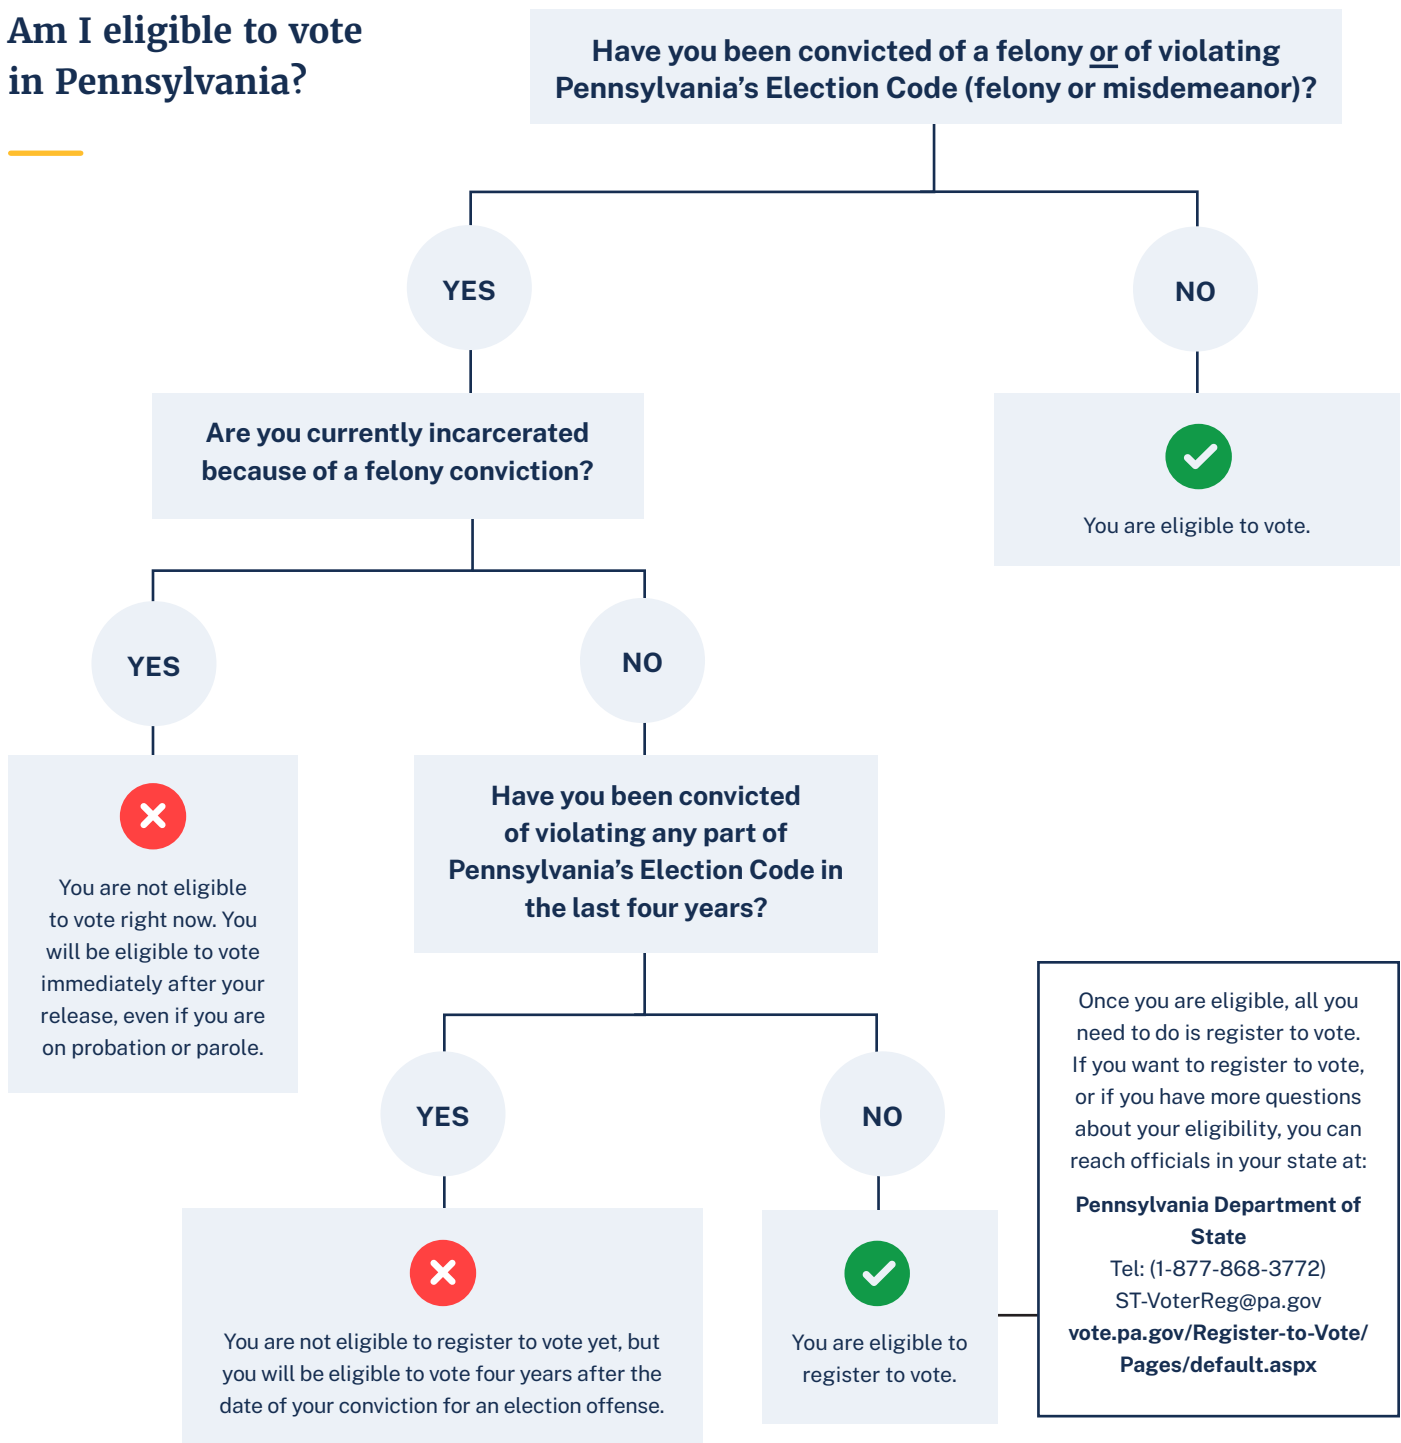 Am I eligible to vote
in Pennsylvania?
Have you been convicted of a felony or of violating
Pennsylvania’s Election Code (felony or misdemeanor)?
YES
NO
Are you currently incarcerated
because of a felony conviction?
You are eligible to vote.
YES
NO
You are not eligible
to vote right now. You
will be eligible to vote
immediately after your
release, even if you are
on probation or parole.
Have you been convicted
of violating any part of
Pennsylvania’s Election Code in
the last four years?
YES
NO
You are not eligible to register to vote yet, but
you will be eligible to vote four years after the
date of your conviction for an election offense.
You are eligible to
register to vote.
Once you are eligible, all you
need to do is register to vote.
If you want to register to vote,
or if you have more questions
about your eligibility, you can
reach officials in your state at:
Pennsylvania Department of
State
Tel: (1-877-868-3772)
ST-VoterReg@pa.gov
vote.pa.gov/Register-to-Vote/
Pages/default.aspx